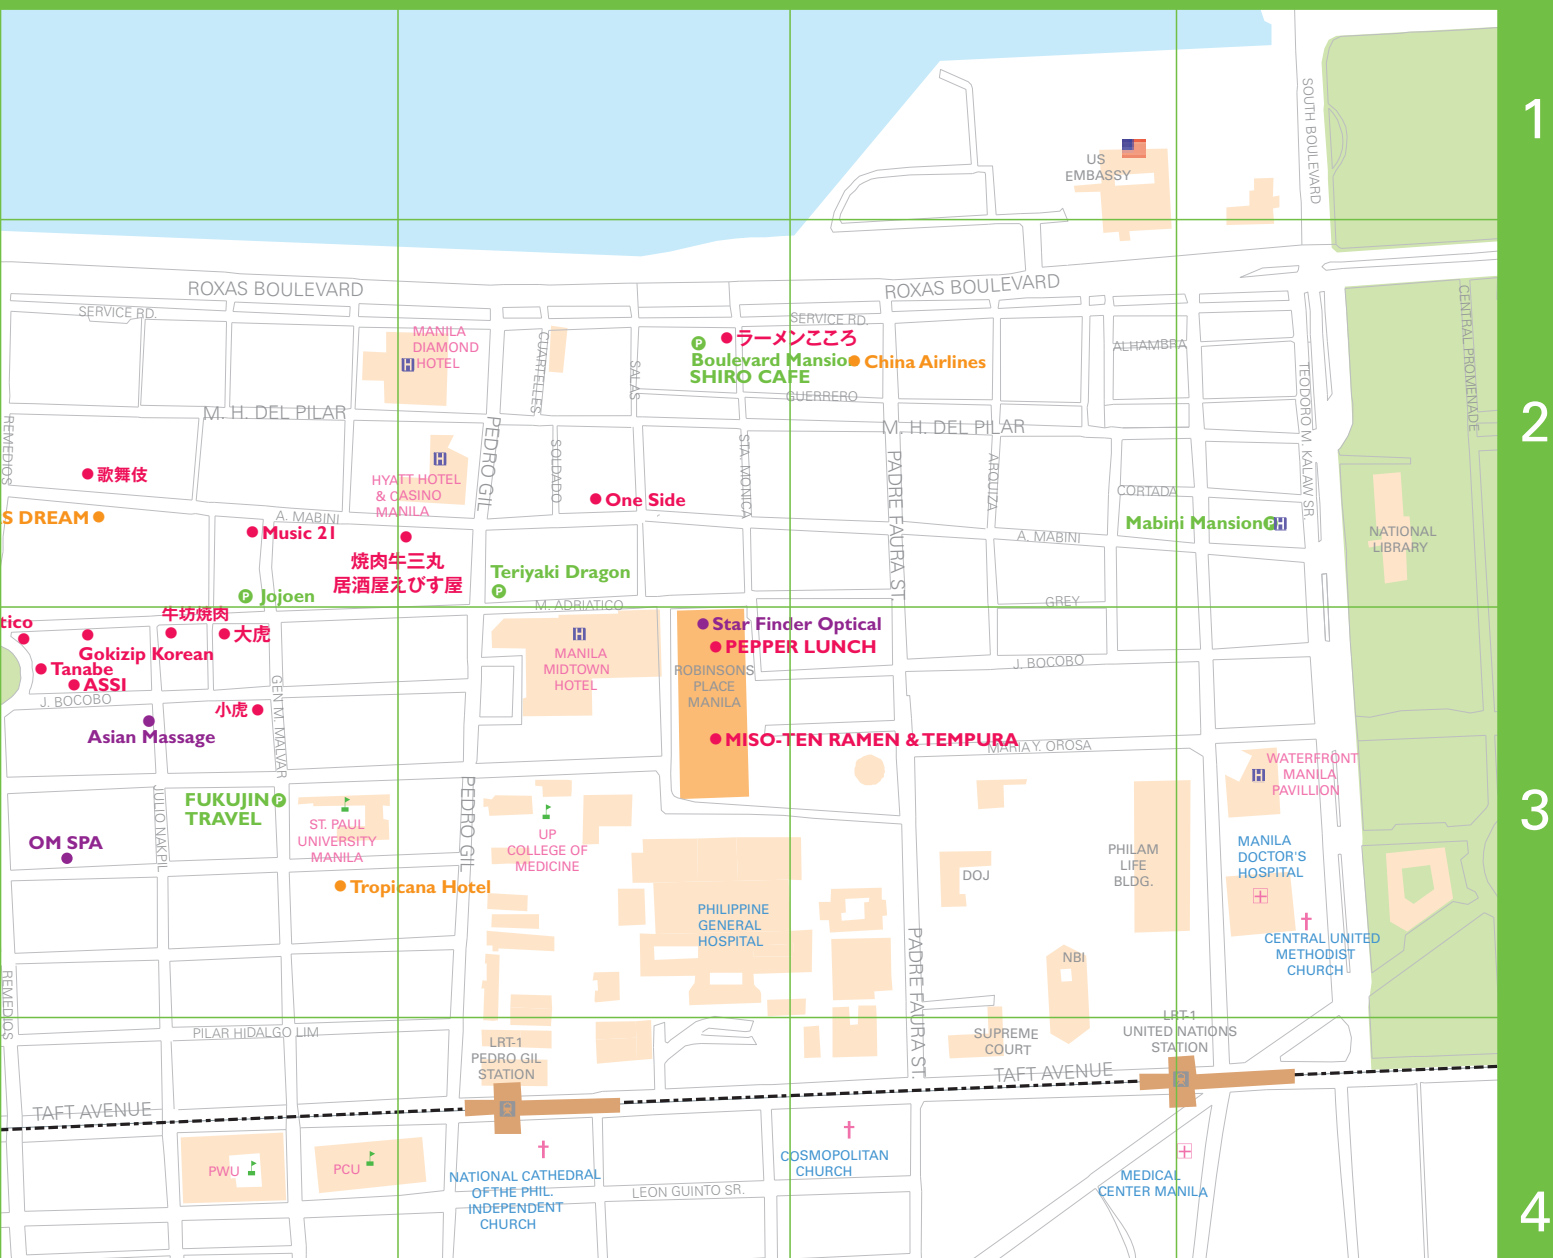 1
SOUTH BOULEVARD
US
EMBASSY
ROXAS BOULEVARD
ROXAS BOULEVARD
SERVICE RD.
SERVICE RD.
CENTRAL PROMENADE
MANILA
DIAMOND
HOTEL
H
CUARTELLES
SALAS
P
ラーメンこころ
Boulevard Mansion
SHIRO CAFE
China Airlines
ALHAMBRA
GUERRERO
TEODORO M. KALAW SR.
M. H. DEL PILAR
M. H. DEL PILAR
2
REMEDIOS
PEDRO GIL
SOLDADO
STA. MONICA
PADRE FAURA ST.
ARQUIZA
歌舞伎
H
HYATT HOTEL
& CASINO
MANILA
One Side
CORTADA
S DREAM
A. MABINI
Music 21
Mabini Mansion
P
H
A. MABINI
NATIONAL
LIBRARY
焼肉牛三丸
居酒屋えびす屋
Teriyaki Dragon
P
P
Jojoen
M. ADRIATICO
GREY
牛坊焼肉
tico
大虎
Gokizip Korean
H
MANILA
MIDTOWN
HOTEL
Star Finder Optical
PEPPER LUNCH
Tanabe
ASSI
J. BOCOBO
J. BOCOBO
ROBINSONS
PLACE
MANILA
GEN. M. MALVAR
小虎
Asian Massage
MISO-TEN RAMEN & TEMPURA
MARIA Y. OROSA
WATERFRONT
MANILA
PAVILLION
H
3
JULIO NAKPIL
FUKUJIN
TRAVEL
P
ST. PAUL
UNIVERSITY
MANILA
PEDRO GIL
UP
COLLEGE OF
MEDICINE
OM SPA
MANILA
DOCTOR'S
HOSPITAL
PHILAM
LIFE
BLDG.
DOJ
Tropicana Hotel
PHILIPPINE
GENERAL
HOSPITAL
PADRE FAURA ST.
NBI
CENTRAL UNITED
METHODIST
CHURCH
REMEDIOS
PILAR HIDALGO LIM
LRT-1
PEDRO GIL
STATION
SUPREME
COURT
LRT-1
UNITED NATIONS
STATION
TAFT AVENUE
TAFT AVENUE
PWU
PCU
NATIONAL CATHEDRAL
OF THE PHIL.
INDEPENDENT
CHURCH
COSMOPOLITAN
CHURCH
LEON GUINTO SR.
MEDICAL
CENTER MANILA
4